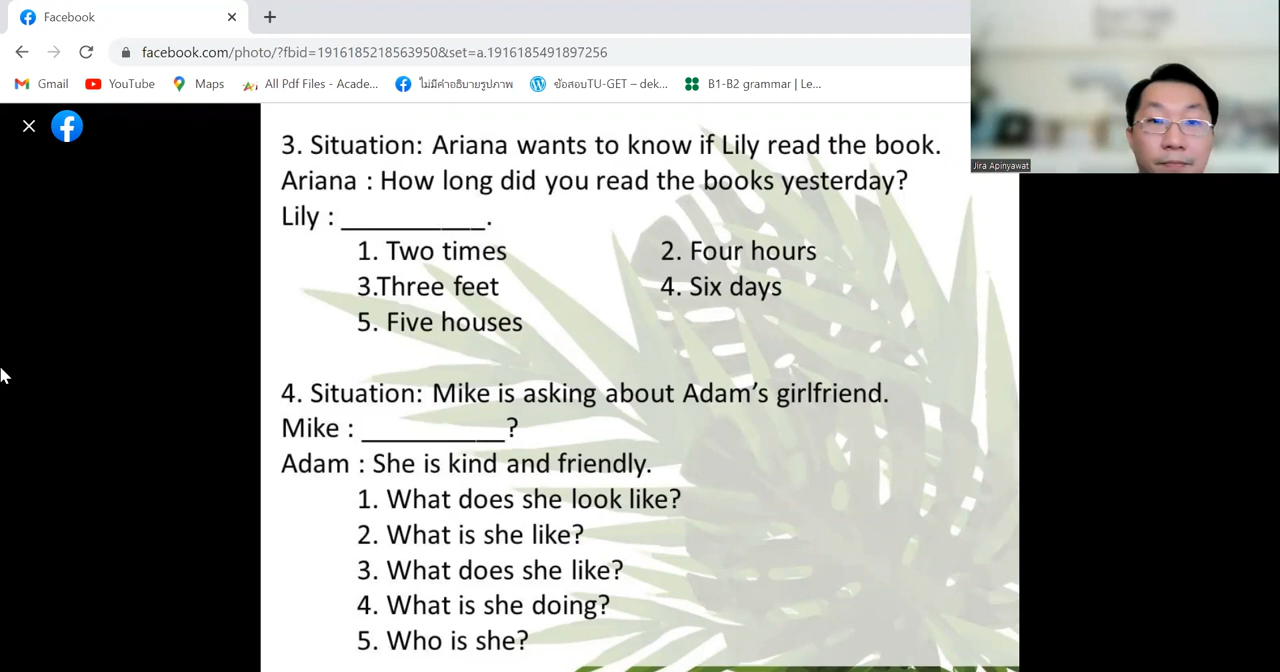 Facebook
facebook.com/photo/?fbid=1916185218563950&set=a.1916185491897256
Gmail YouTube Maps All Pdf Files - Acade... ไม่มีคำอธิบายรูปภาพ ข้อสอบTU-GET – dek... B1-B2 grammar | Le...
Jira Apinyawat
3. Situation: Ariana wants to know if Lily read the book.
Ariana : How long did you read the books yesterday?
Lily : __________.
1. Two times 2. Four hours
3.Three feet 4. Six days
5. Five houses
4. Situation: Mike is asking about Adam’s girlfriend.
Mike : __________?
Adam : She is kind and friendly.
1. What does she look like?
2. What is she like?
3. What does she like?
4. What is she doing?
5. Who is she?